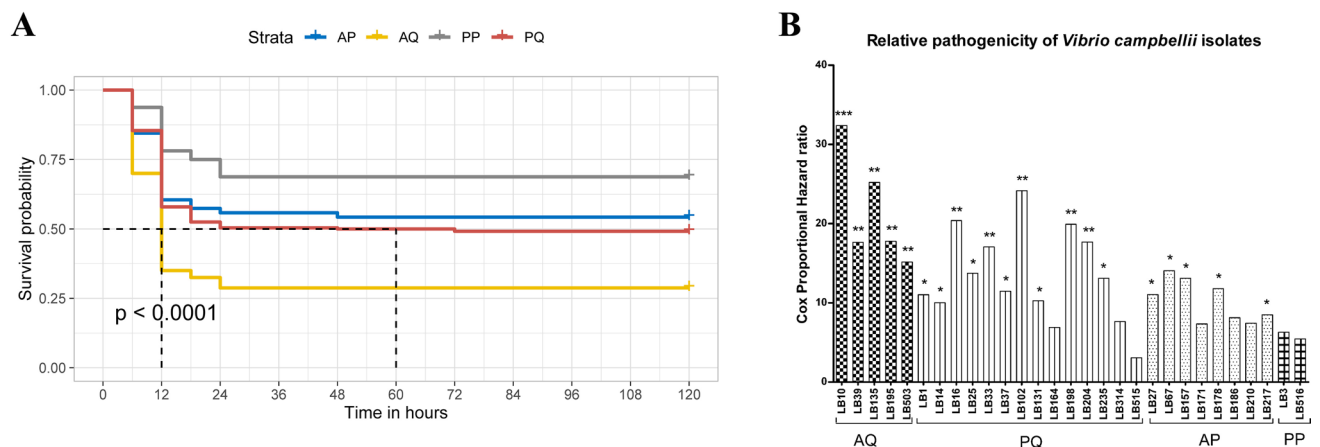 A
Strata AP AQ PP PQ
1.00
0.75
0.50
0.25
0.00
Survival probability
p < 0.0001
0 12 24 36 48 60 72 84 96 108 120
Time in hours
B
Relative pathogenicity of Vibrio campbellii isolates
40
30
20
10
0
Cox Proportional Hazard ratio
*** ** ** ** ** * * ** * ** * ** * ** ** * * * * * *
LB10 LB39 LB135 LB195 LB503 LB1 LB14 LB16 LB25 LB33 LB37 LB102 LB131 LB164 LB198 LB204 LB235 LB314 LB515 LB27 LB67 LB157 LB171 LB178 LB186 LB210 LB217 LB3 LB516
AQ PQ AP PP